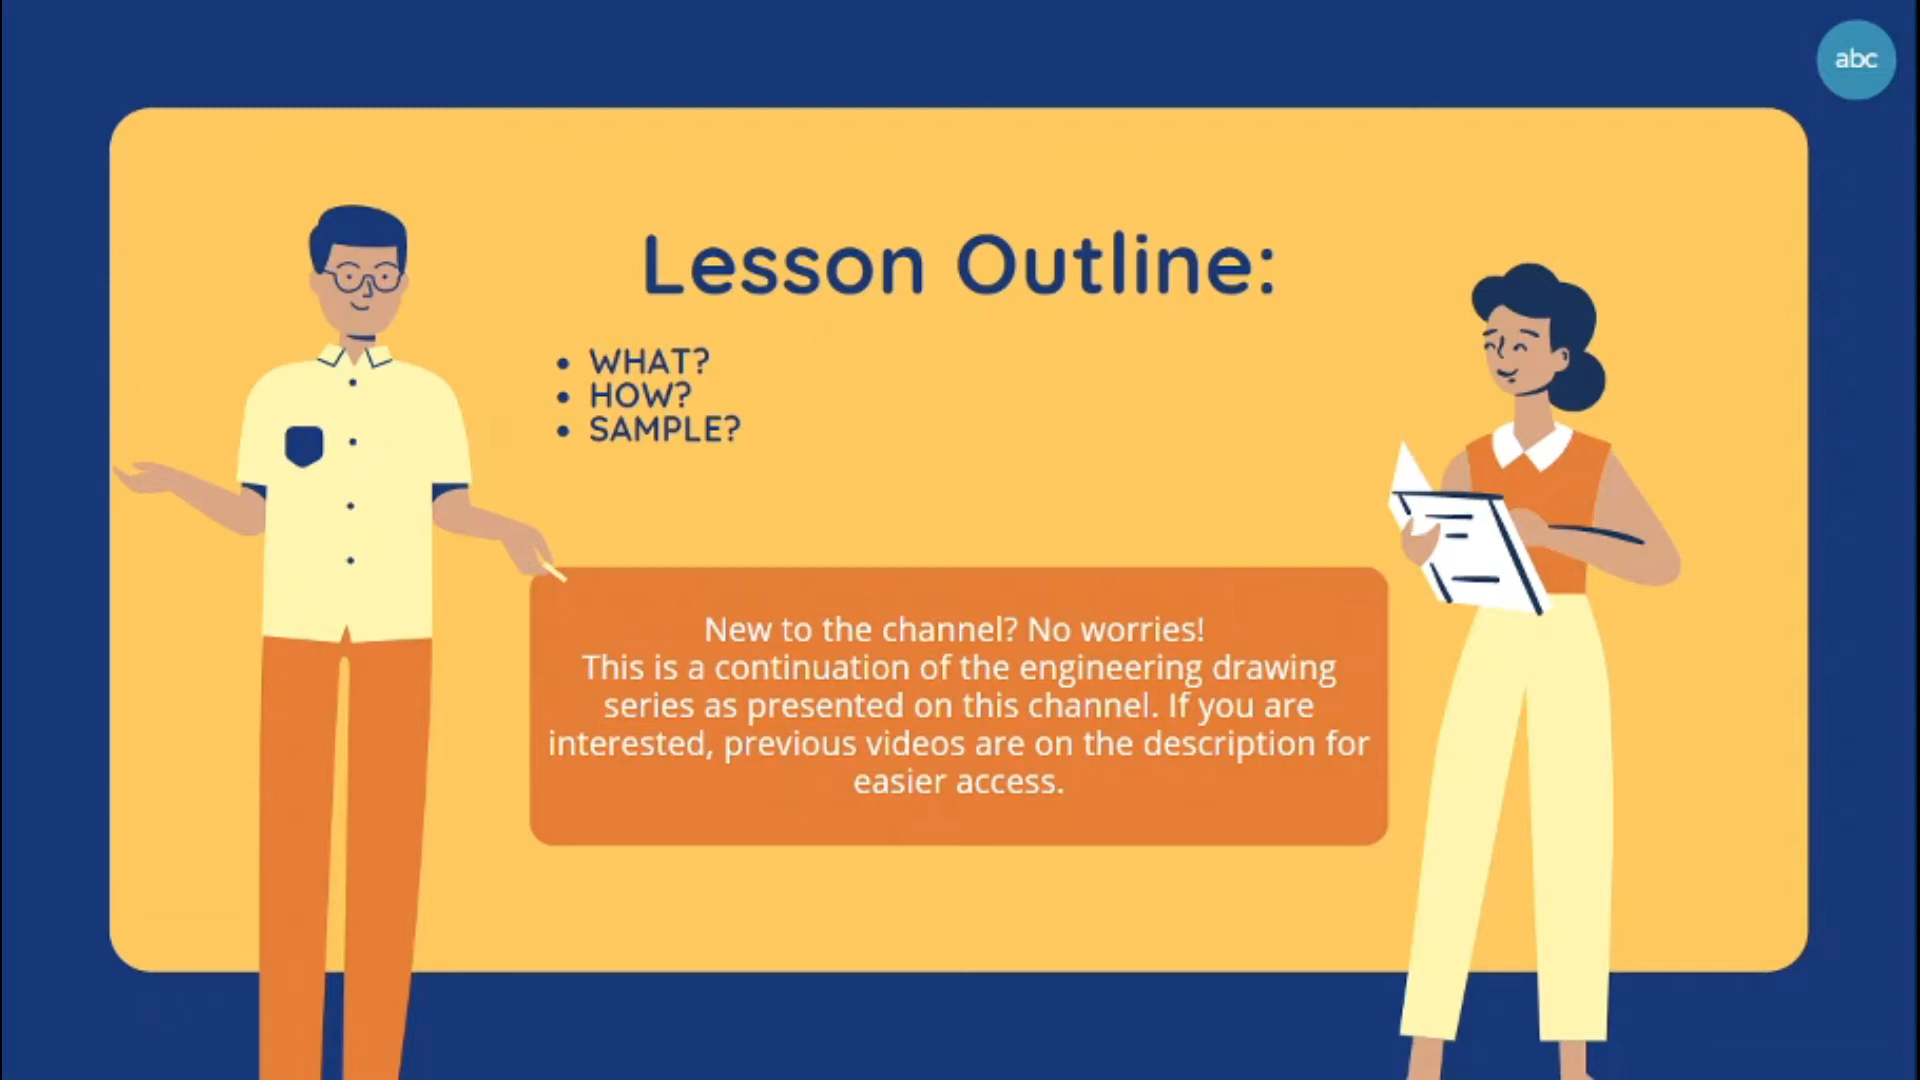 abc
Lesson Outline:
• WHAT?
• HOW?
• SAMPLE?
New to the channel? No worries!
This is a continuation of the engineering drawing
series as presented on this channel. If you are
interested, previous videos are on the description for
easier access.